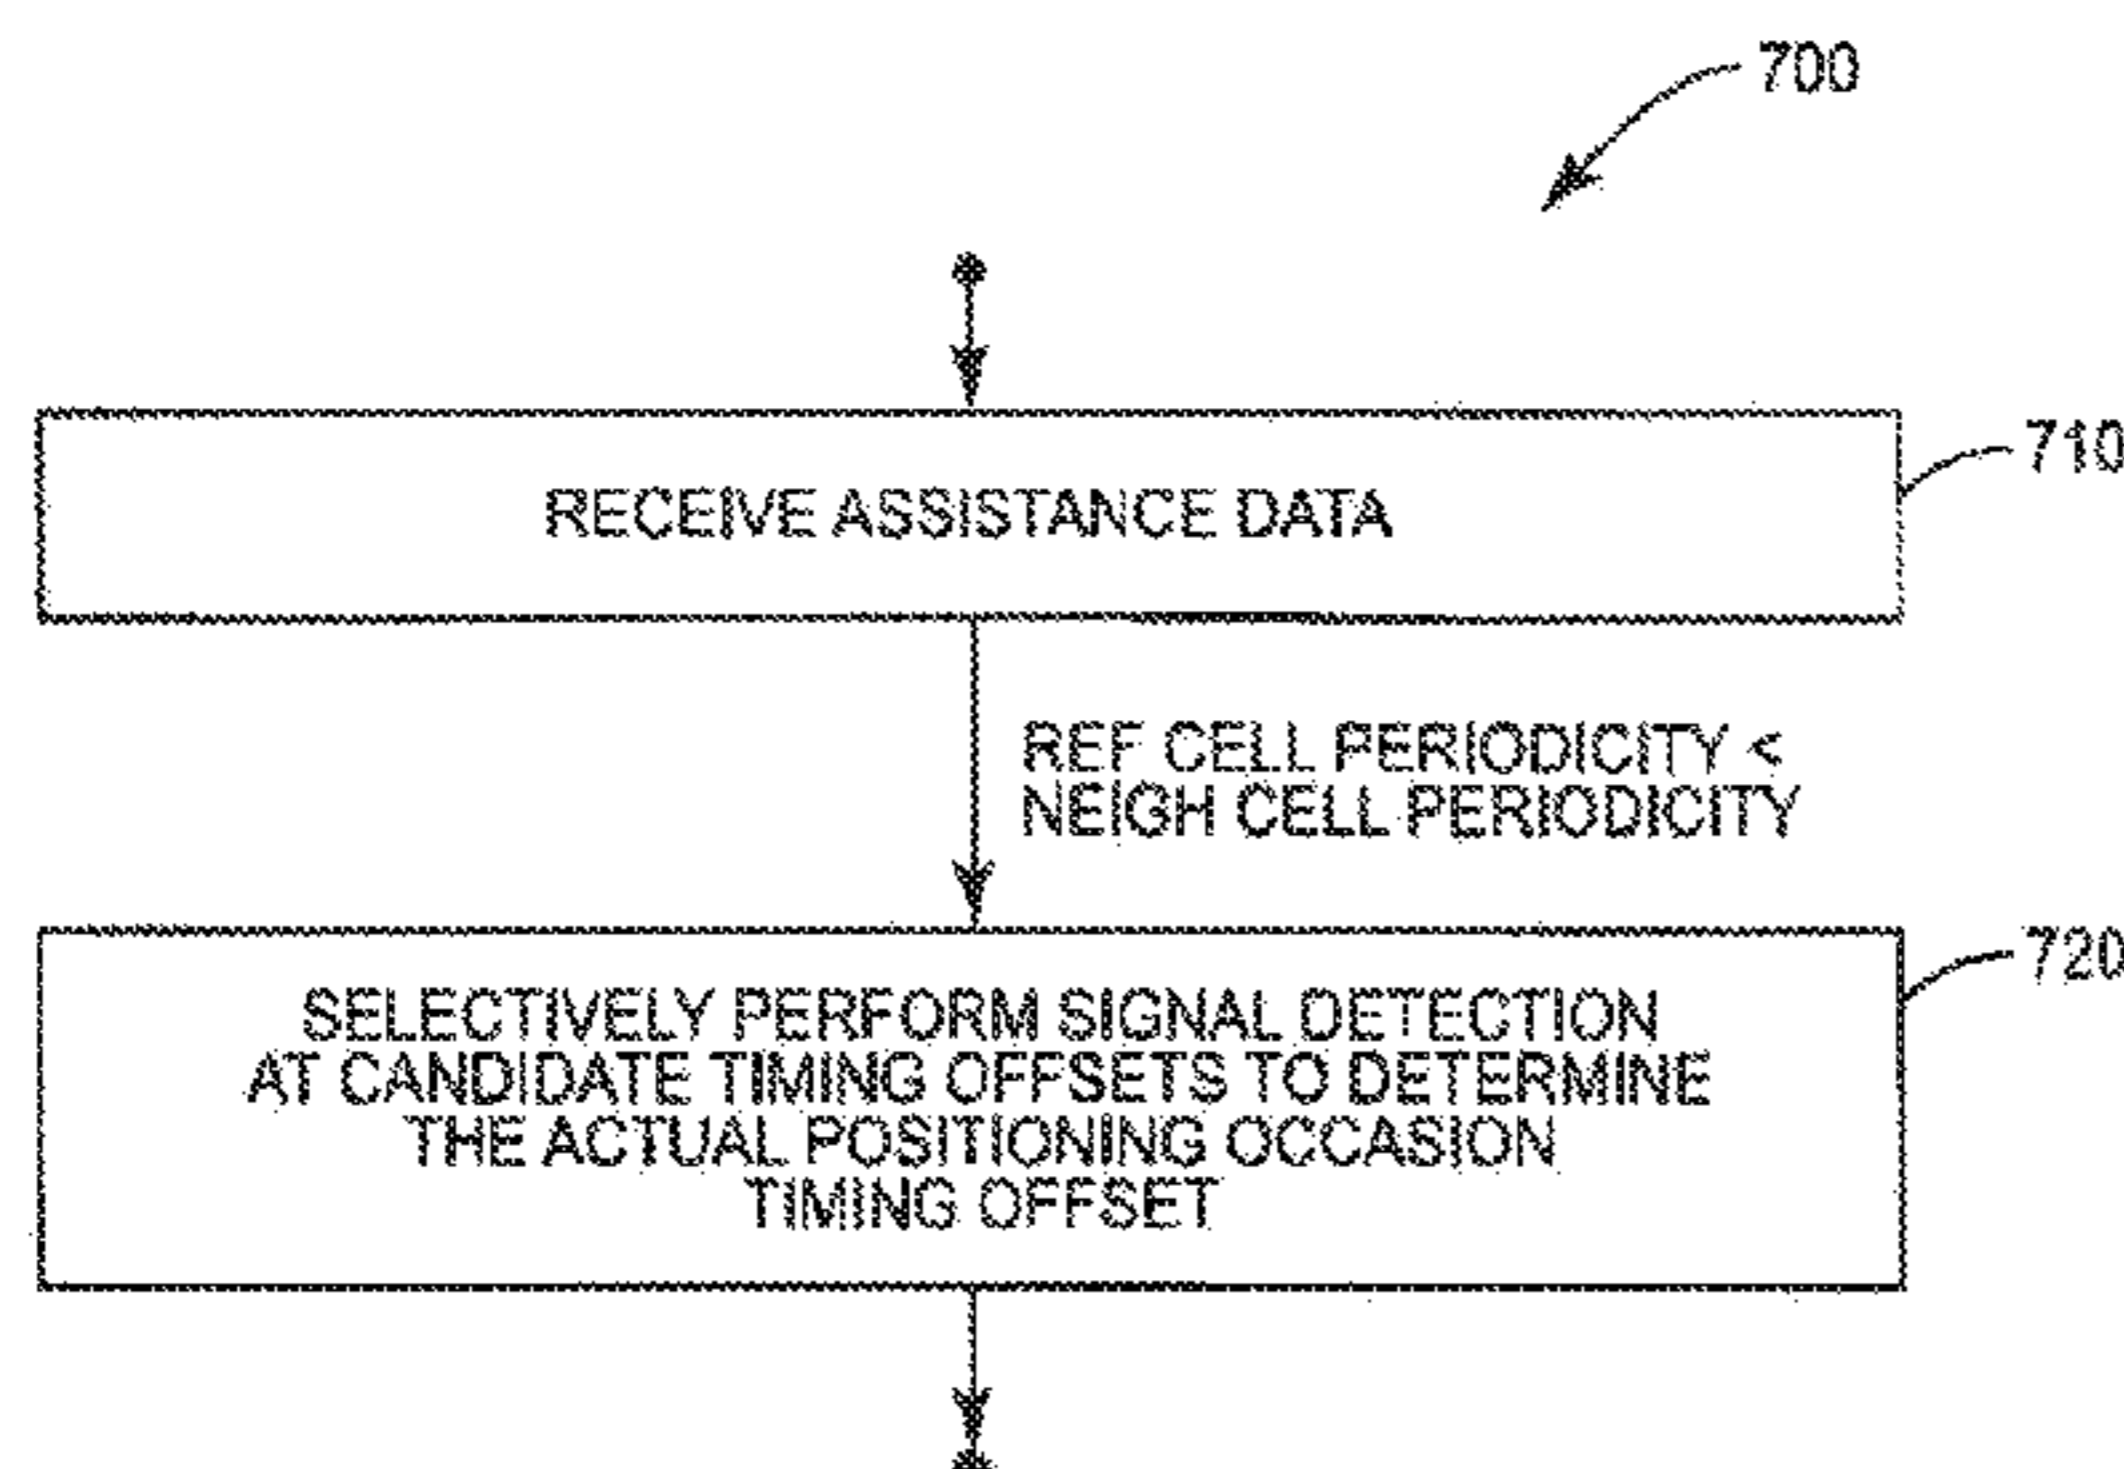 700
710
RECEIVE ASSISTANCE DATA
REF CELL PERIODICITY <
NEIGH CELL PERIODICITY
720
SELECTIVELY PERFORM SIGNAL DETECTION
AT CANDIDATE TIMING OFFSETS TO DETERMINE
THE ACTUAL POSITIONING OCCASION
TIMING OFFSET